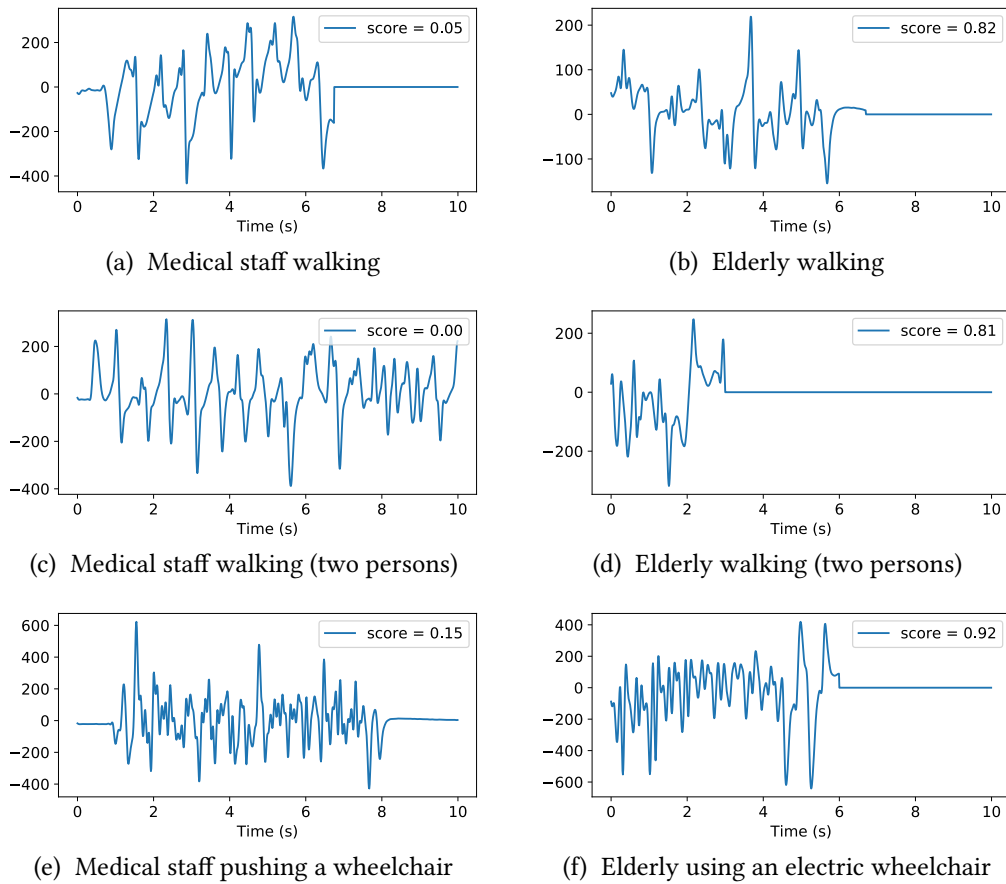 score = 0.05
200
0
−200
−400
0 2 4 6 8 10
Time (s)
(a) Medical staff walking
score = 0.82
200
100
0
−100
0 2 4 6 8 10
Time (s)
(b) Elderly walking
score = 0.00
200
0
−200
−400
0 2 4 6 8 10
Time (s)
(c) Medical staff walking (two persons)
score = 0.81
200
0
−200
0 2 4 6 8 10
Time (s)
(d) Elderly walking (two persons)
score = 0.15
600
400
200
0
−200
−400
0 2 4 6 8 10
Time (s)
(e) Medical staff pushing a wheelchair
score = 0.92
400
200
0
−200
−400
−600
0 2 4 6 8 10
Time (s)
(f) Elderly using an electric wheelchair